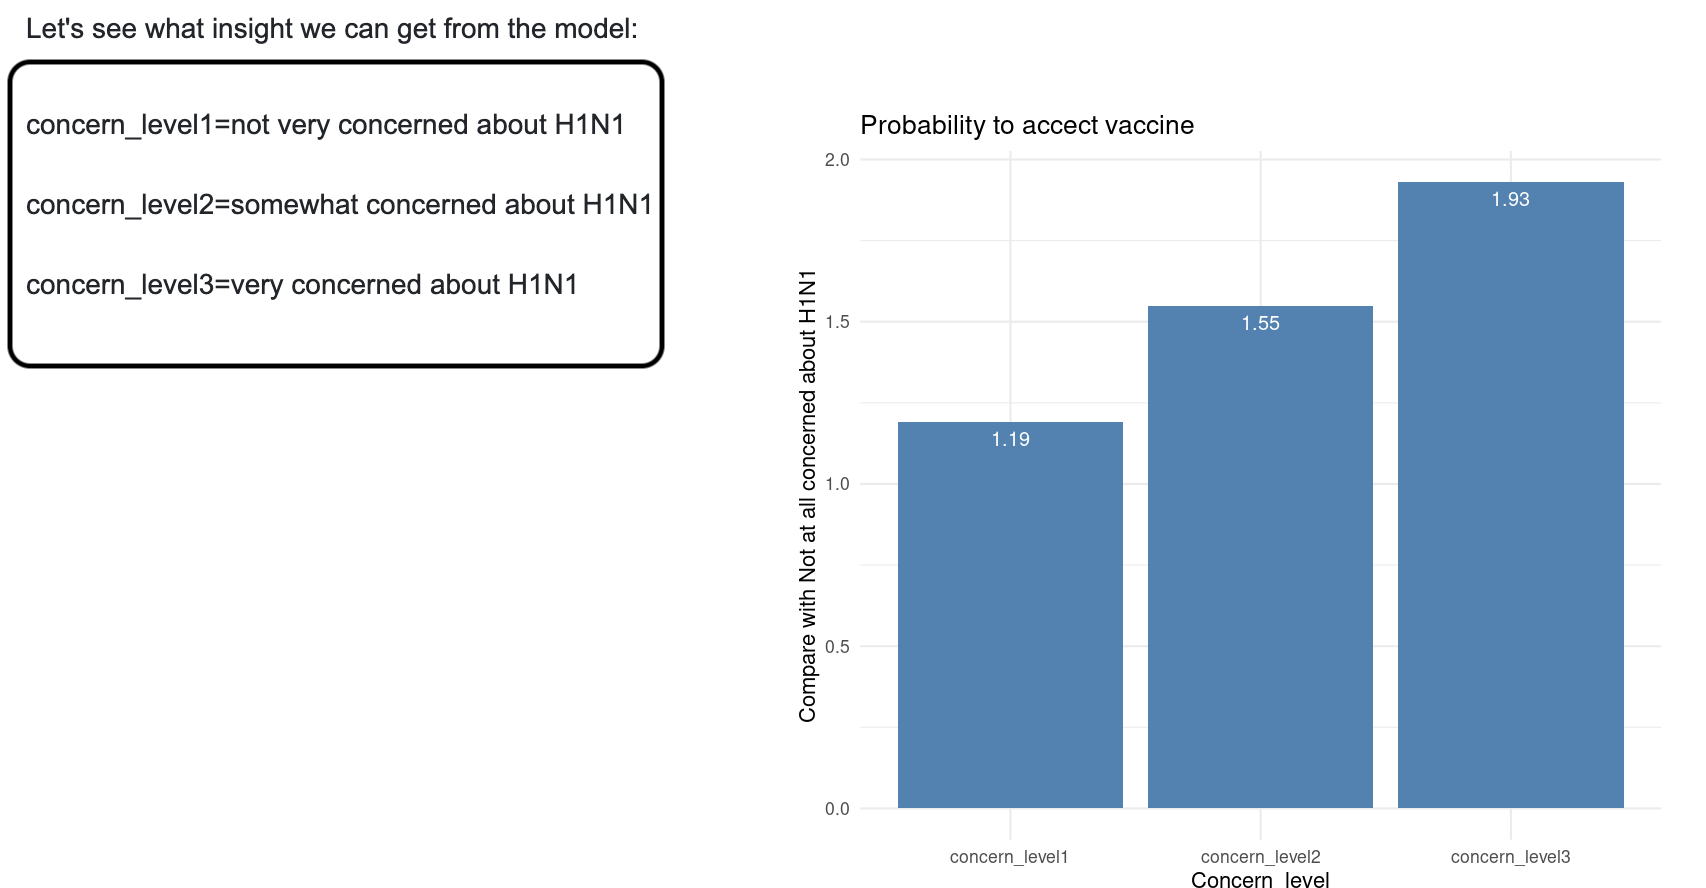 Let's see what insight we can get from the model:
concern_level1=not very concerned about H1N1
concern_level2=somewhat concerned about H1N1
concern_level3=very concerned about H1N1
Probability to accect vaccine
Compare with Not at all concerned about H1N1
2.0
1.5
1.0
0.5
0.0
1.19
1.55
1.93
concern_level1
concern_level2
concern_level3
Concern_level